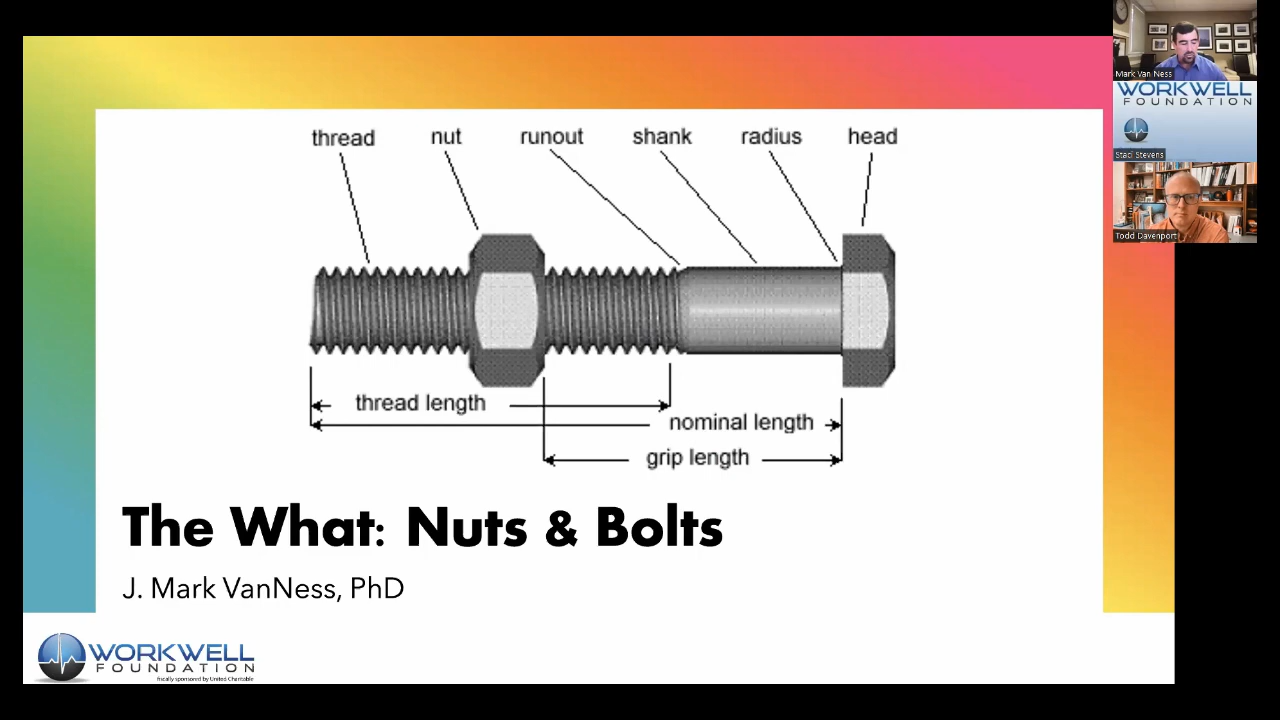 thread nut runout shank radius head
thread length
nominal length
grip length
The What: Nuts & Bolts
J. Mark VanNess, PhD
WORKWELL
FOUNDATION
fiscally sponsored by United Charitable
Mark Van Ness
WORKWELL
FOUNDATION
Staci Stevens
Todd Davenport